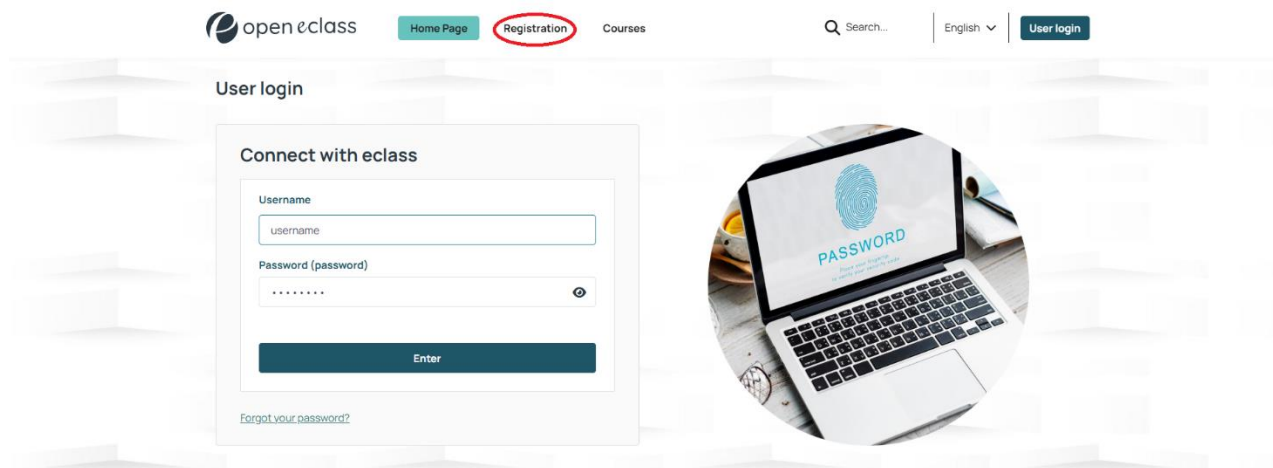 open eclass
Home Page
Registration
Courses
Search...
English
User login
User login
Connect with eclass
Username
username
Password (password)
........
Enter
Forgot your password?
PASSWORD